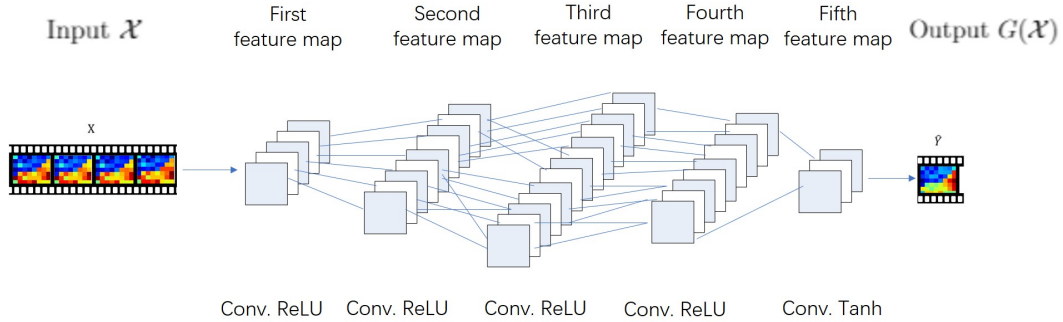 Input 𝒳
First
feature map
Second
feature map
Third
feature map
Fourth
feature map
Fifth
feature map
Output G(𝒳)
X
Ŷ
Conv. ReLU
Conv. ReLU
Conv. ReLU
Conv. ReLU
Conv. Tanh